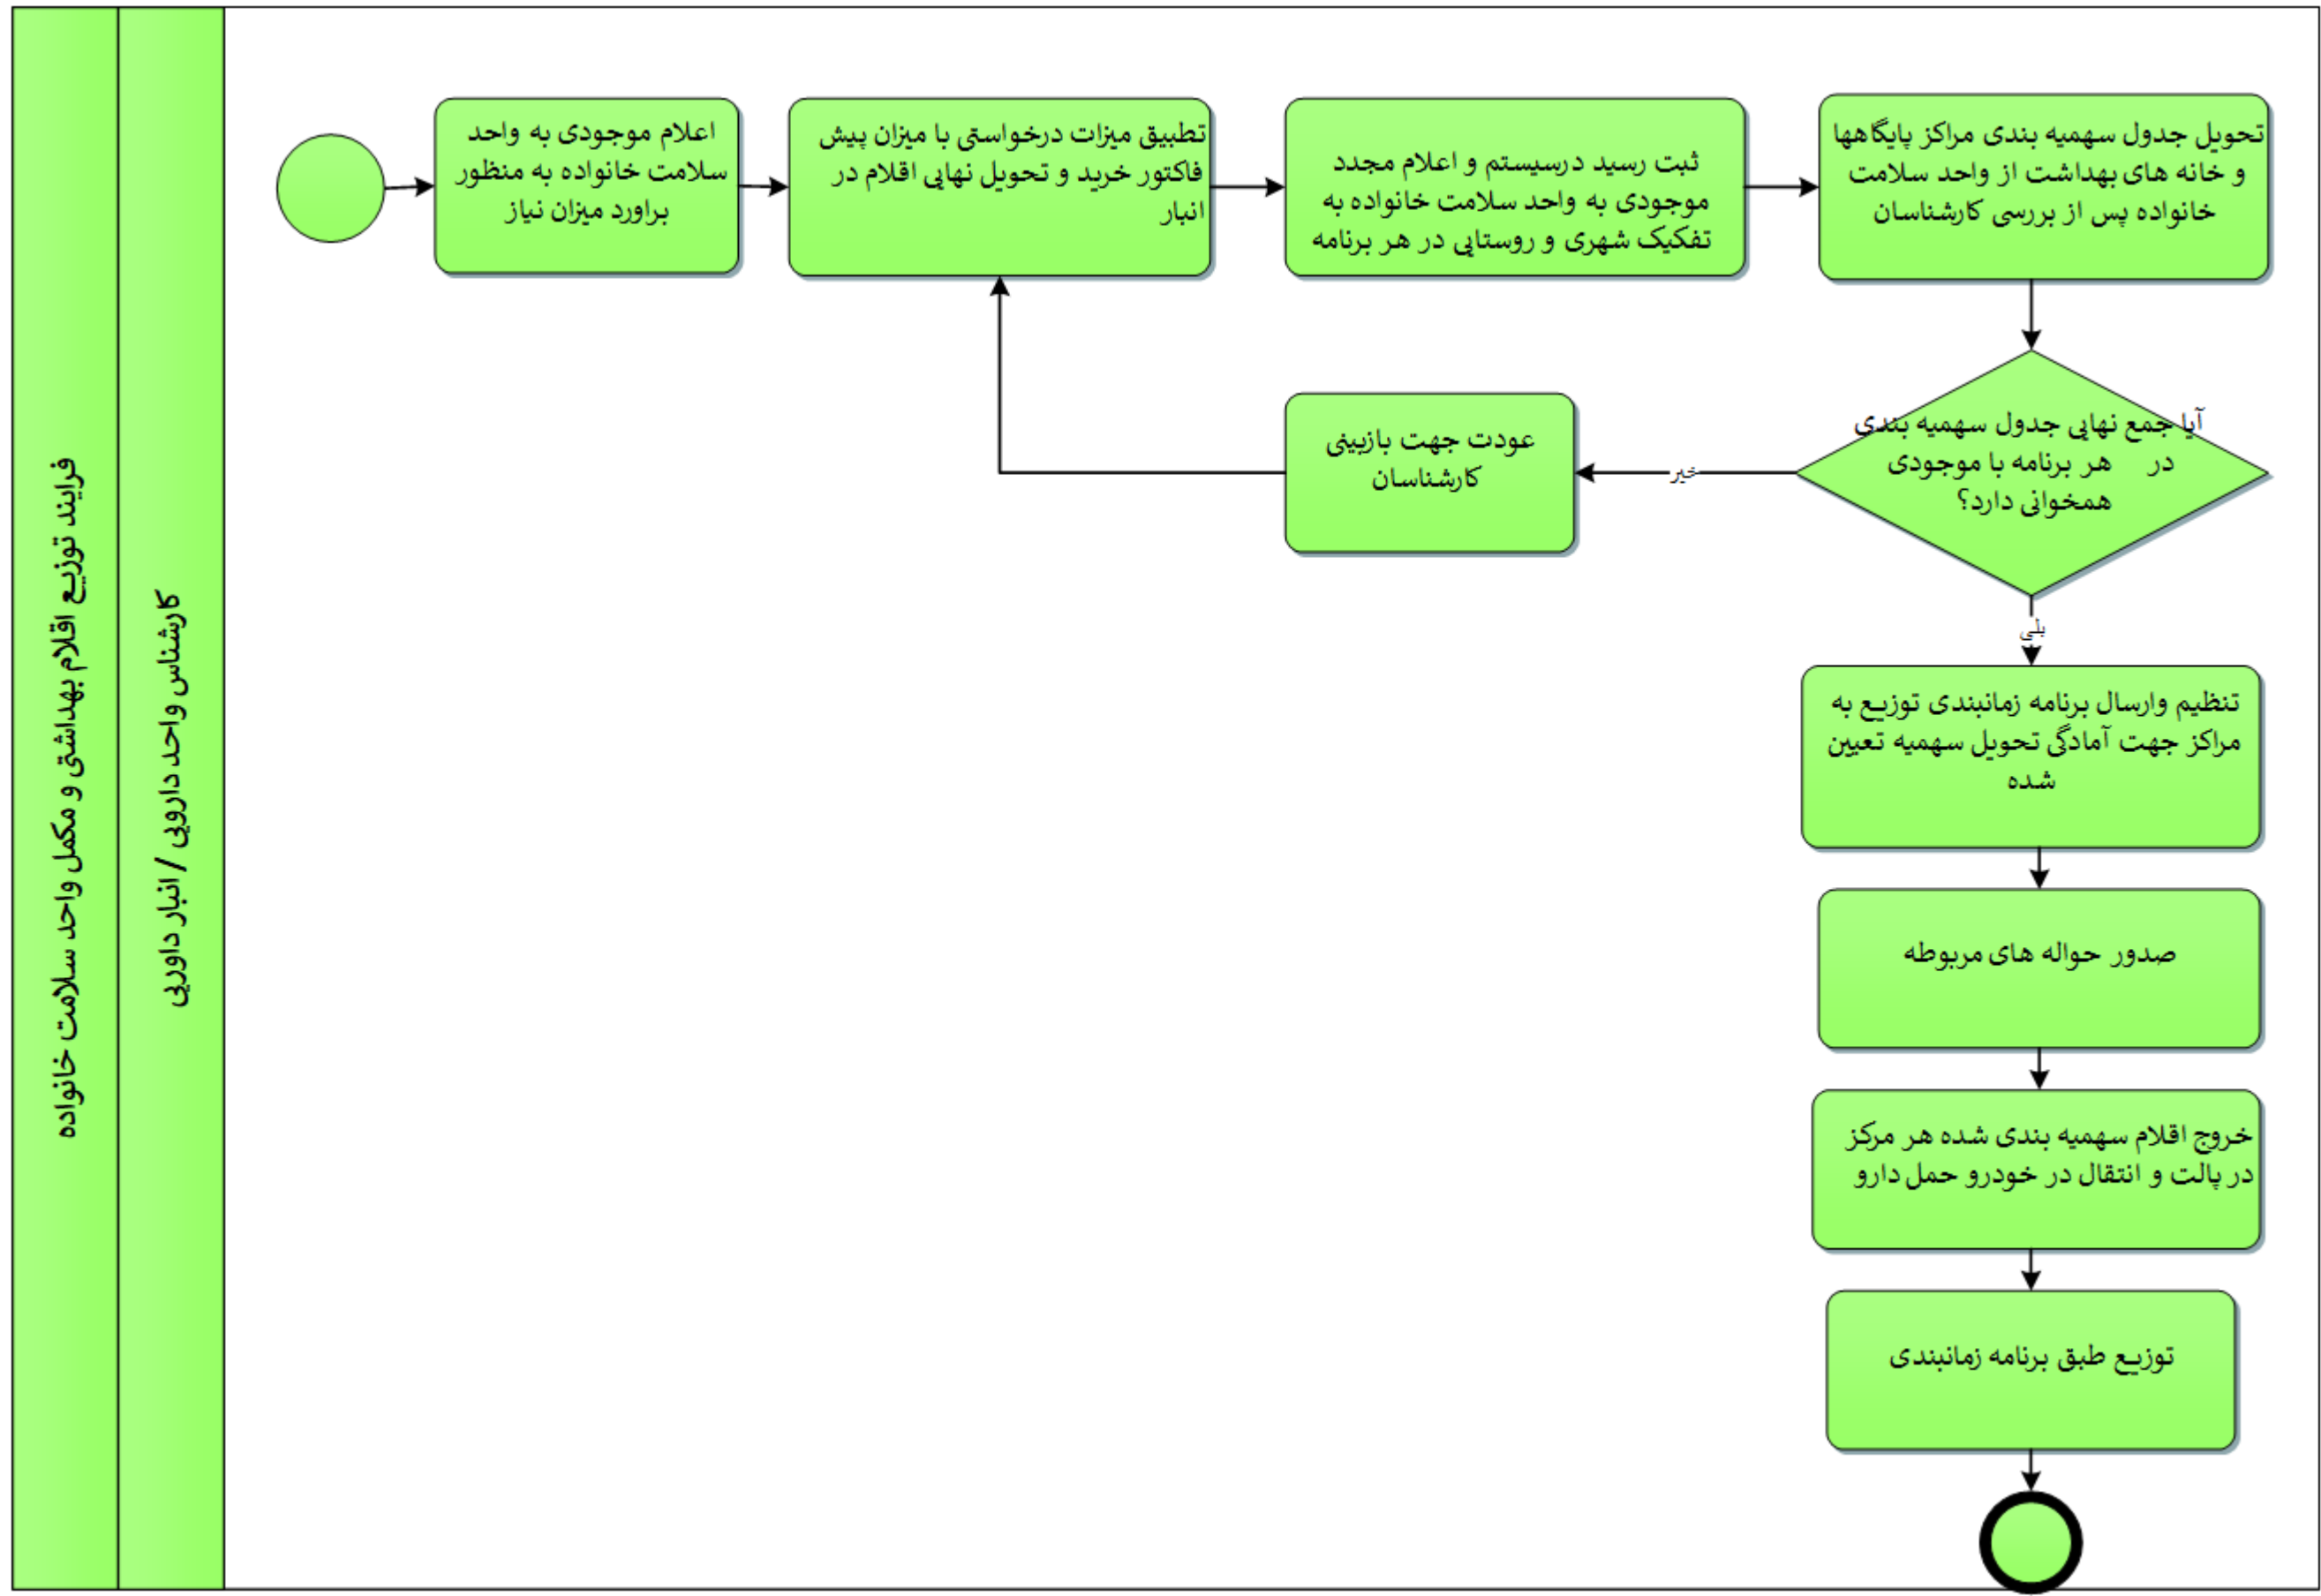 فرایند توزیع اقلام بهداشتی و مکمل واحد سلامت خانواده
کارشناس واحد دارویی / انبار داوریی
اعلام موجودی به واحد
سلامت خانواده به منظور
براورد میزان نیاز
تطبیق میزات درخواستی با میزان پیش
فاکتور خرید و تحویل نهایی اقلام در
انبار
ثبت رسید درسیستم و اعلام مجدد
موجودی به واحد سلامت خانواده به
تفکیک شهری و روستایی در هر برنامه
تحویل جدول سهمیه بندی مراکز پایگاهها
و خانه های بهداشت از واحد سلامت
خانواده پس از بررسی کارشناسان
آیا جمع نهایی جدول سهمیه بندی
در هر برنامه با موجودی
همخوانی دارد؟
خیر
عودت جهت بازبینی
کارشناسان
بلی
تنظیم وارسال برنامه زمانبندی توزیع به
مراکز جهت آمادگی تحویل سهمیه تعیین
شده
صدور حواله های مربوطه
خروج اقلام سهمیه بندی شده هر مرکز
در پالت و انتقال در خودرو حمل دارو
توزیع طبق برنامه زمانبندی